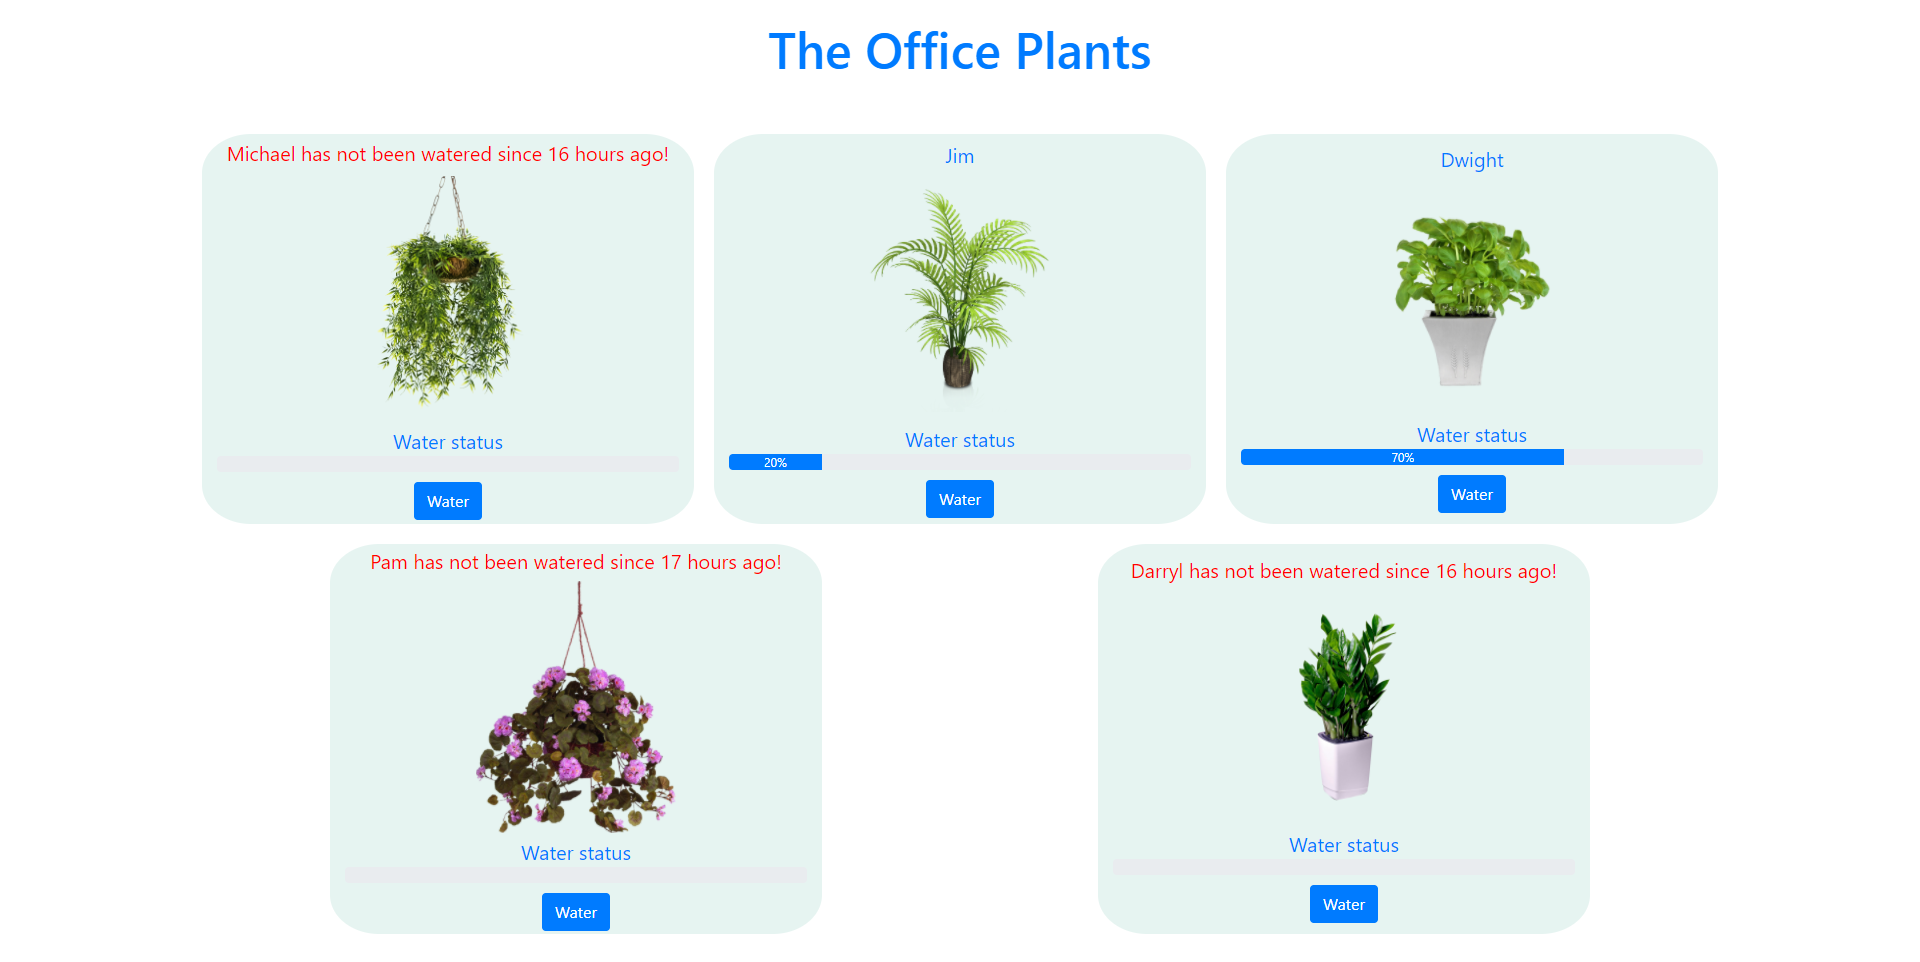 The Office Plants
Michael has not been watered since 16 hours ago!
Water status
Water
Jim
Water status
20%
Water
Dwight
Water status
70%
Water
Pam has not been watered since 17 hours ago!
Water status
Water
Darryl has not been watered since 16 hours ago!
Water status
Water